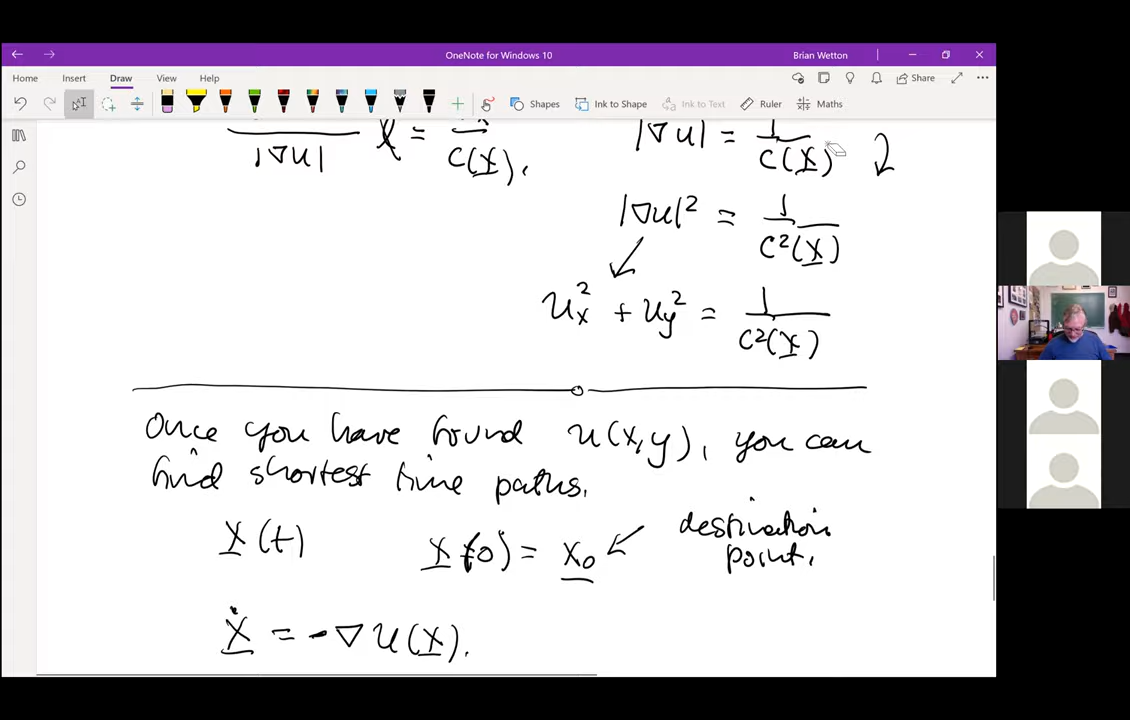 OneNote for Windows 10
Brian Wetton
Home Insert Draw View Help
Share
Shapes
Ink to Shape
Ink to Text
Ruler
Maths
|∇u| ℓ =
C(x).
|∇u| = 1/C(x)
|∇u|² = 1/C²(x)
u_x² + u_y² = 1/C²(x)
Once you have found u(x,y), you can
find shortest time paths.
x(t) x(0) = x₀ destination
point.
ẋ = -∇u(x).